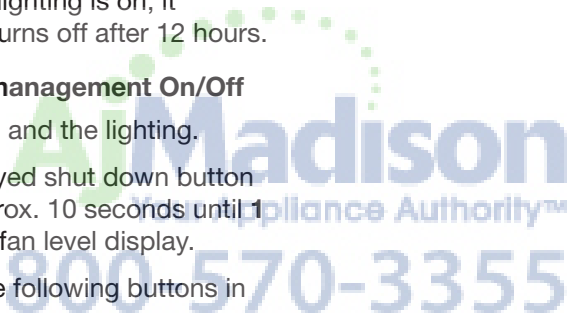 lighting is on, it
turns off after 12 hours.
management On/Off
and the lighting.
AjMadison
yed shut down button
rox. 10 seconds until 1
Your Appliance Authority™
fan level display.
800-570-3355
e following buttons in